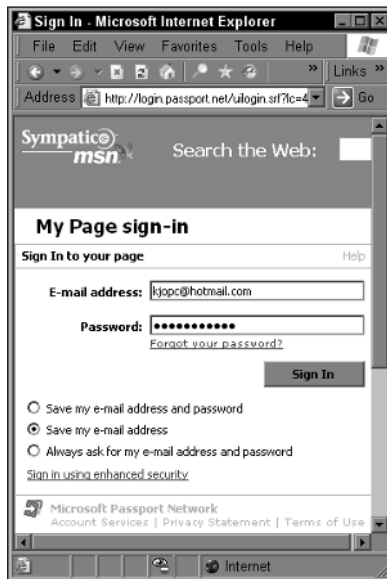 Sign In - Microsoft Internet Explorer
File Edit View Favorites Tools Help
» Links »
Address http://login.passport.net/uilogin.srf?lc=4 Go
Sympatico
msn
Search the Web:
My Page sign-in
Sign In to your page Help
E-mail address: kjopc@hotmail.com
Password: •••••••••••
Forgot your password?
Sign In
Save my e-mail address and password
Save my e-mail address
Always ask for my e-mail address and password
Sign in using enhanced security
Microsoft Passport Network
Account Services | Privacy Statement | Terms of Use
Internet